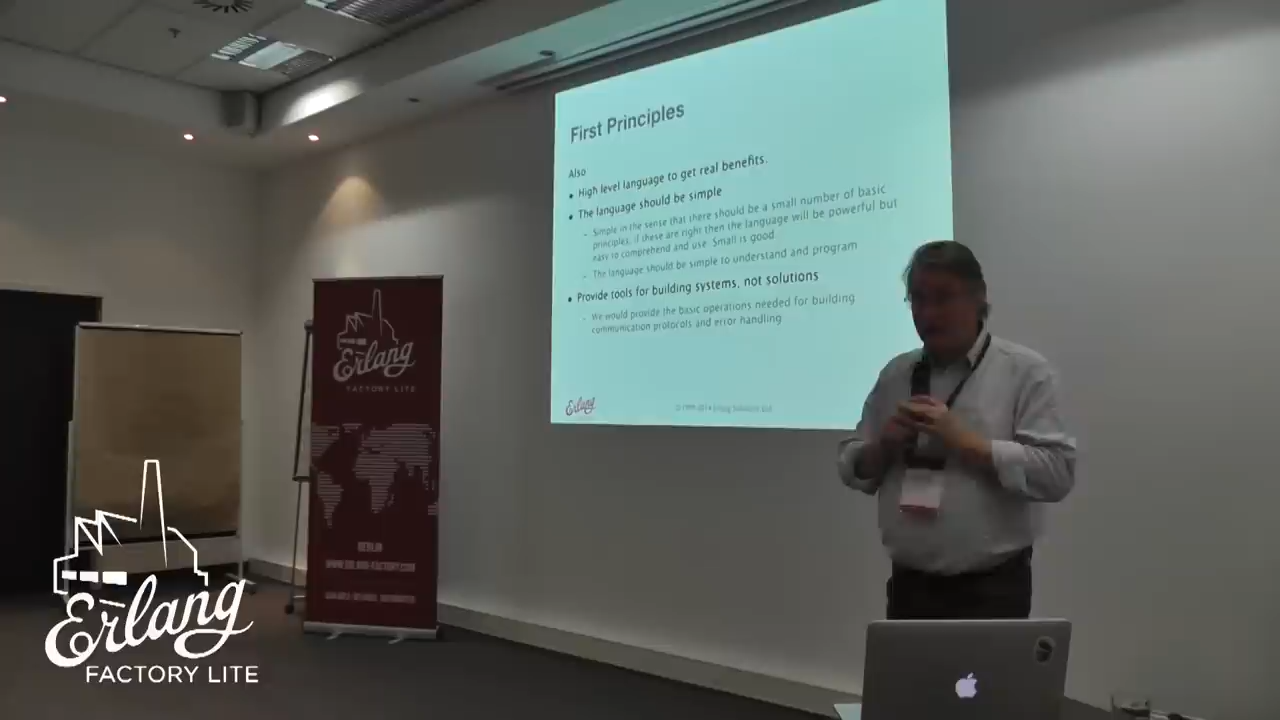 First Principles
Also
• High level language to get real benefits.
• The language should be simple
– Simple in the sense that there should be a small number of basic
principles, if these are right then the language will be powerful but
easy to comprehend and use. Small is good.
– The language should be simple to understand and program
• Provide tools for building systems, not solutions
– We would provide the basic operations needed for building
communication protocols and error handling
Erlang
Erlang Solutions Ltd
Erlang
FACTORY LITE
BERLIN
WWW.ERLANG-FACTORY.COM
Erlang
FACTORY LITE